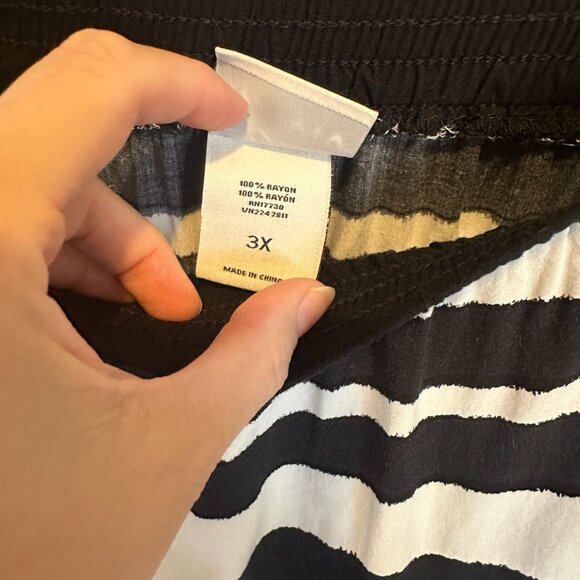 100% RAYON
100% RAYÓN
RN17730
VN2242811
3X
MADE IN CHINA